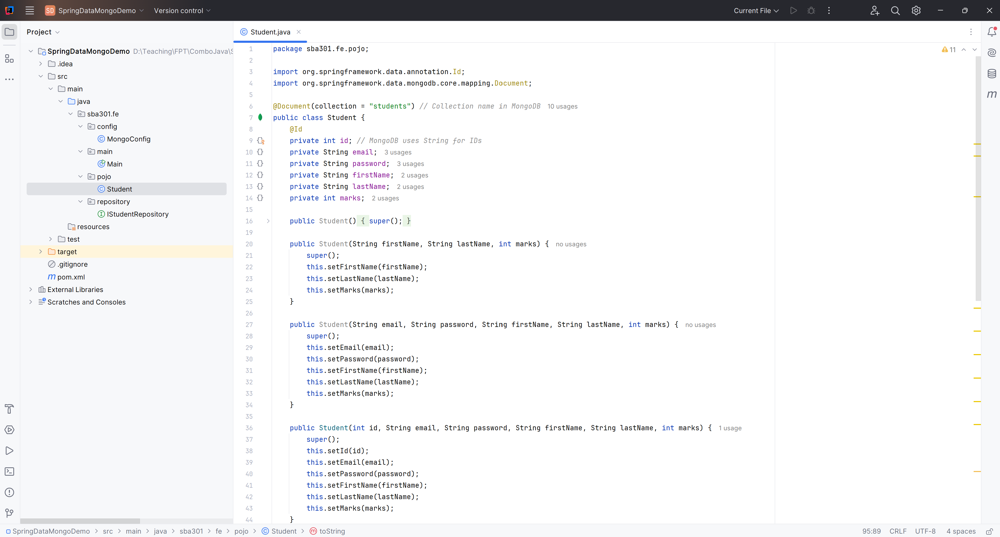 SD SpringDataMongoDemo Version control Current File
Project
SpringDataMongoDemo D:\Teaching\FPT\ComboJava\S
.idea
src
main
java
sba301.fe
config
MongoConfig
main
Main
pojo
Student
repository
IStudentRepository
resources
test
target
.gitignore
pom.xml
External Libraries
Scratches and Consoles
Student.java
11
1 package sba301.fe.pojo;
2
3 import org.springframework.data.annotation.Id;
4 import org.springframework.data.mongodb.core.mapping.Document;
5
6 @Document(collection = "students") // Collection name in MongoDB 10 usages
7 public class Student {
8 @Id
9 private int id; // MongoDB uses String for IDs
10 private String email; 3 usages
11 private String password; 3 usages
12 private String firstName; 2 usages
13 private String lastName; 2 usages
14 private int marks; 2 usages
15
16 public Student() { super(); }
19
20 public Student(String firstName, String lastName, int marks) { no usages
21 super();
22 this.setFirstName(firstName);
23 this.setLastName(lastName);
24 this.setMarks(marks);
25 }
26
27 public Student(String email, String password, String firstName, String lastName, int marks) { no usages
28 super();
29 this.setEmail(email);
30 this.setPassword(password);
31 this.setFirstName(firstName);
32 this.setLastName(lastName);
33 this.setMarks(marks);
34 }
35
36 public Student(int id, String email, String password, String firstName, String lastName, int marks) { 1 usage
37 super();
38 this.setId(id);
39 this.setEmail(email);
40 this.setPassword(password);
41 this.setFirstName(firstName);
42 this.setLastName(lastName);
43 this.setMarks(marks);
44 }
SpringDataMongoDemo > src > main > java > sba301 > fe > pojo > Student > toString 95:89 CRLF UTF-8 4 spaces